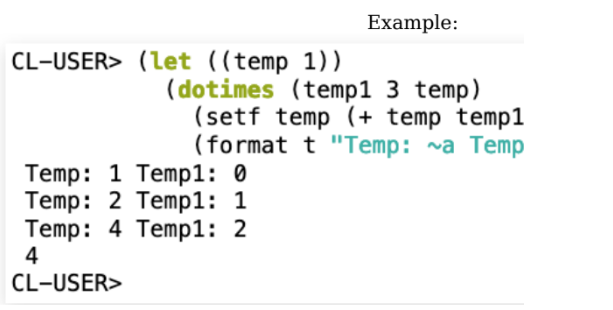 Example:
CL-USER> (let ((temp 1))
(dotimes (temp1 3 temp)
(setf temp (+ temp temp1
(format t "Temp: ~a Temp
Temp: 1 Temp1: 0
Temp: 2 Temp1: 1
Temp: 4 Temp1: 2
4
CL-USER>